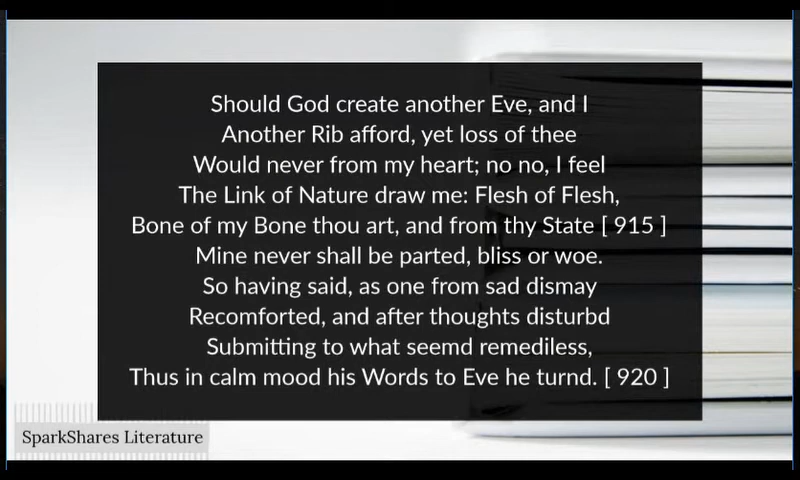 Should God create another Eve, and I
Another Rib afford, yet loss of thee
Would never from my heart; no no, I feel
The Link of Nature draw me: Flesh of Flesh,
Bone of my Bone thou art, and from thy State [ 915 ]
Mine never shall be parted, bliss or woe.
So having said, as one from sad dismay
Recomforted, and after thoughts disturbd
Submitting to what seemd remediless,
Thus in calm mood his Words to Eve he turnd. [ 920 ]
SparkShares Literature